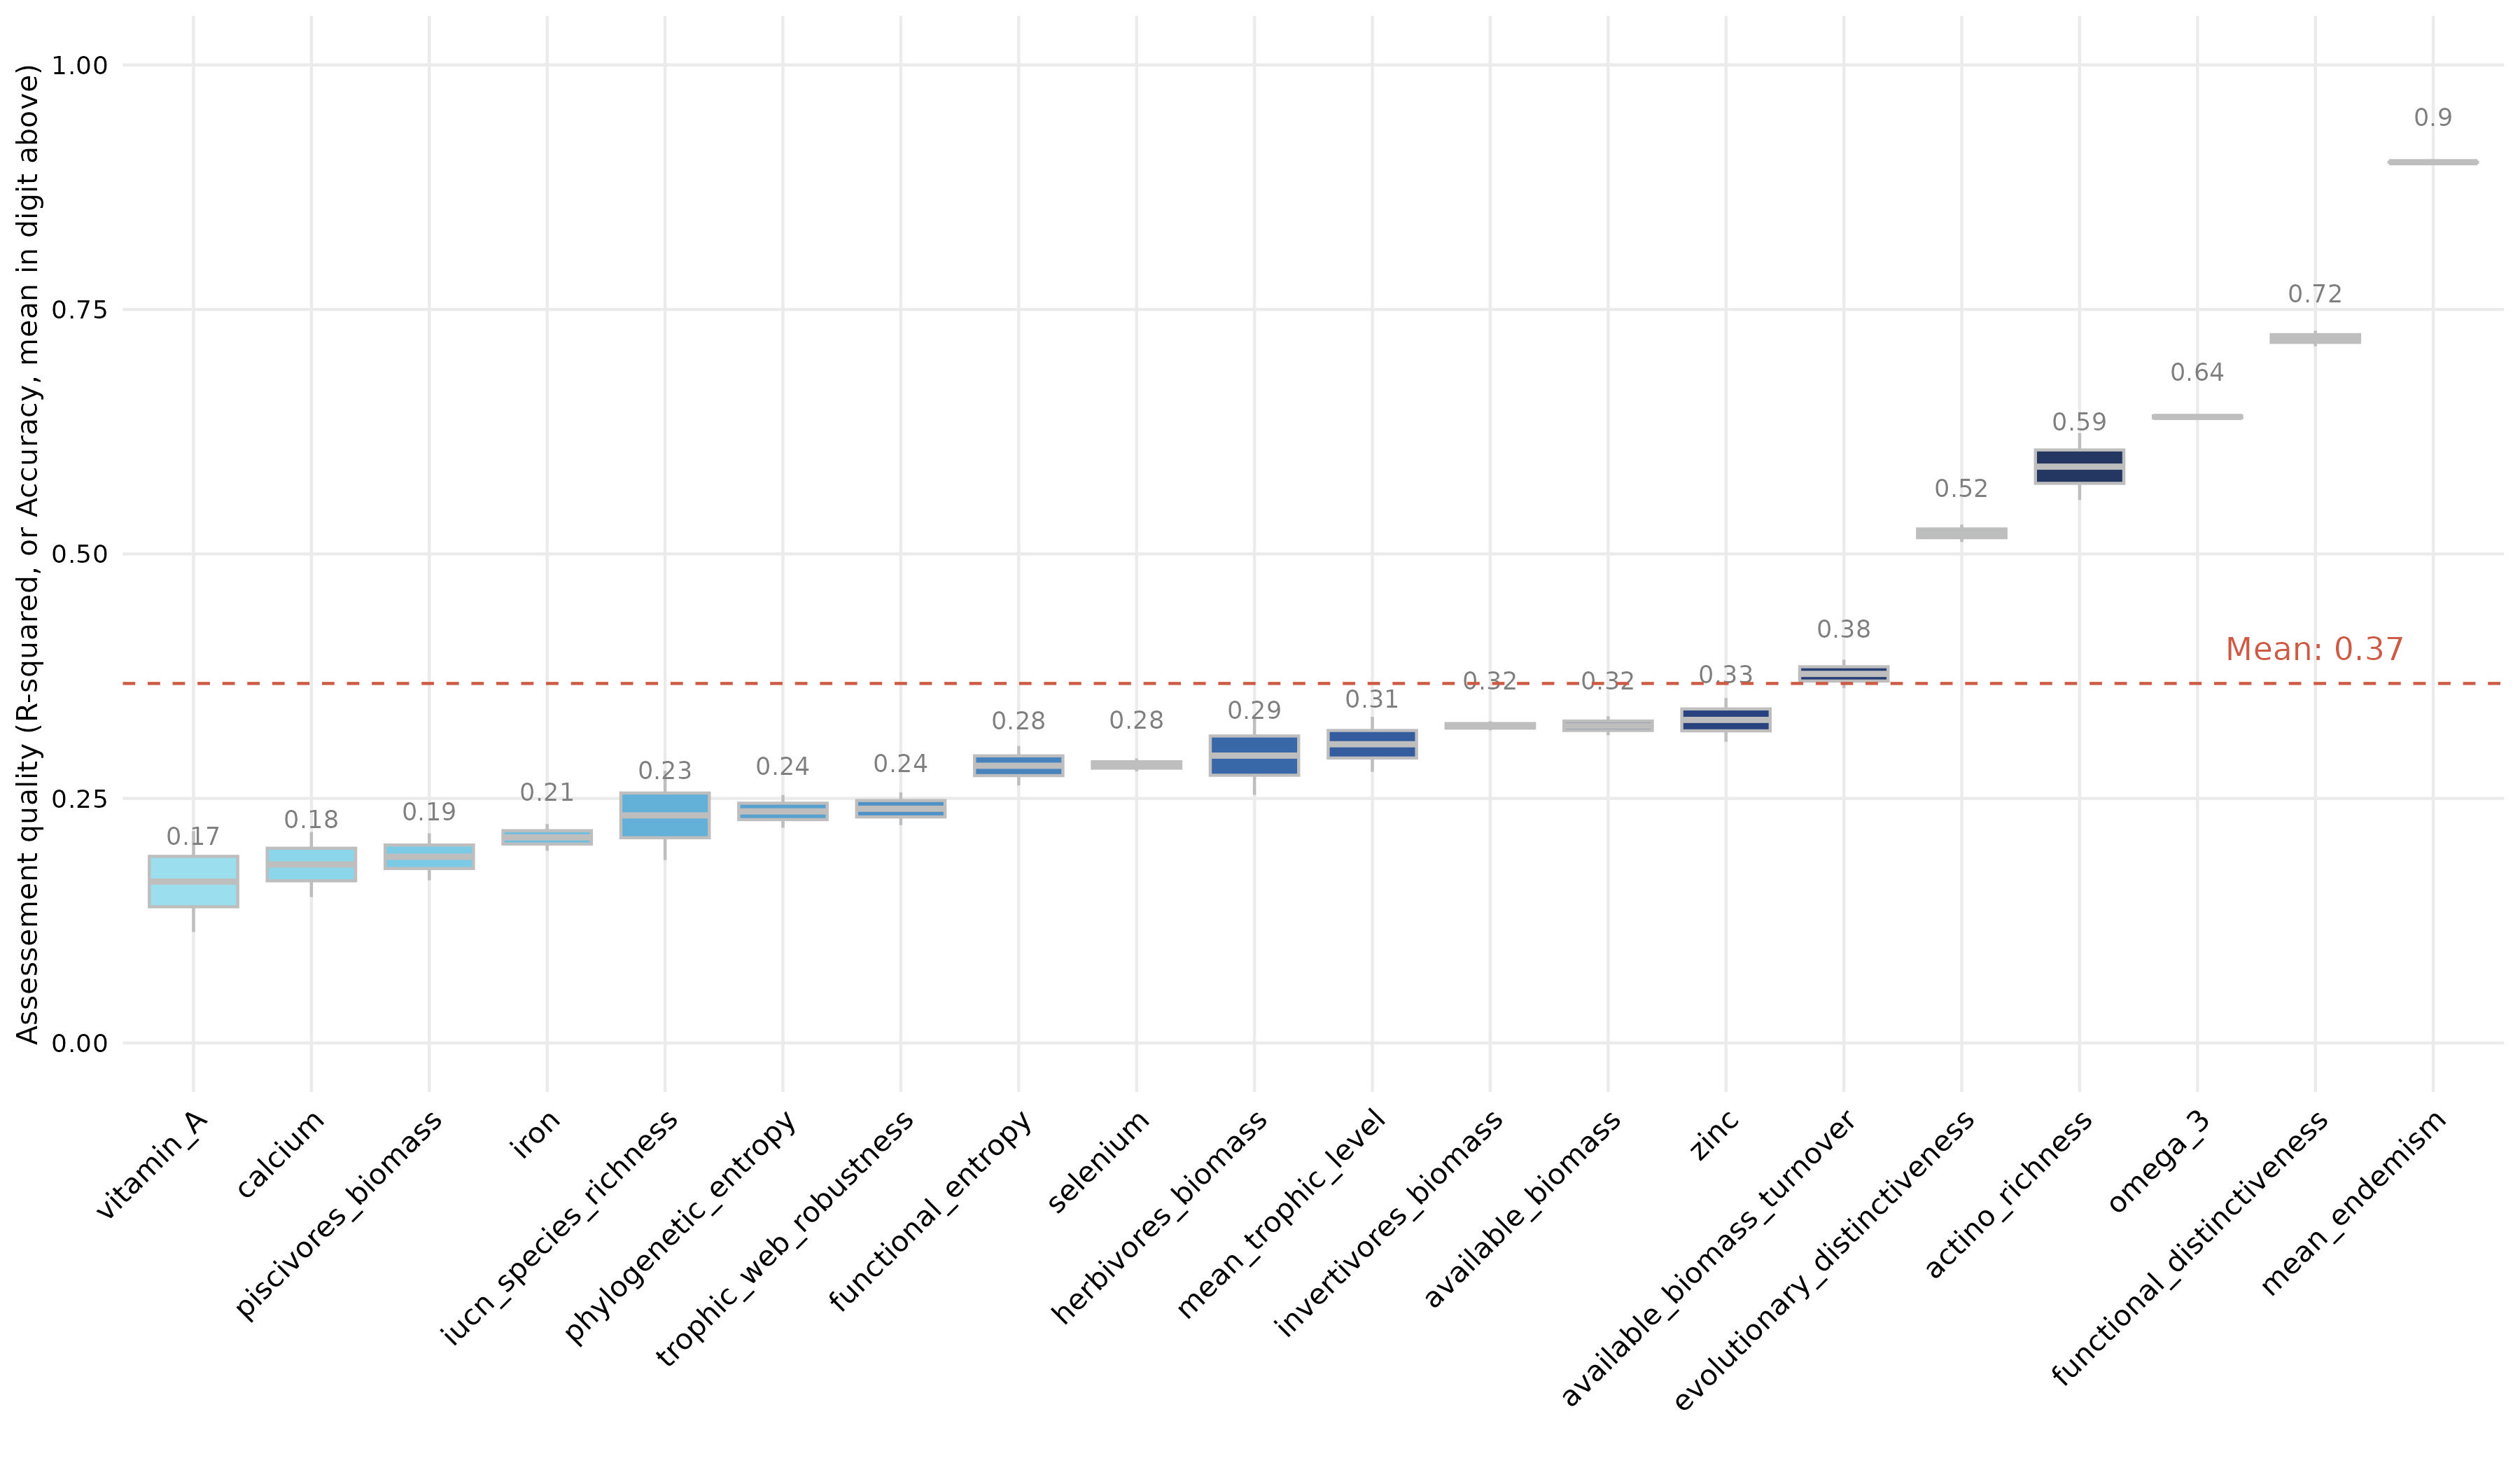 Assessement quality (R-squared, or Accuracy, mean in digit above)
1.00
0.75
0.50
0.25
0.00
0.17
0.18
0.19
0.21
0.23
0.24
0.24
0.28
0.28
0.29
0.31
0.32
0.32
0.33
0.38
0.52
0.59
0.64
0.72
0.9
Mean: 0.37
vitamin_A
calcium
piscivores_biomass
iron
iucn_species_richness
phylogenetic_entropy
trophic_web_robustness
functional_entropy
selenium
herbivores_biomass
mean_trophic_level
invertivores_biomass
available_biomass
zinc
available_biomass_turnover
evolutionary_distinctiveness
actino_richness
omega_3
functional_distinctiveness
mean_endemism